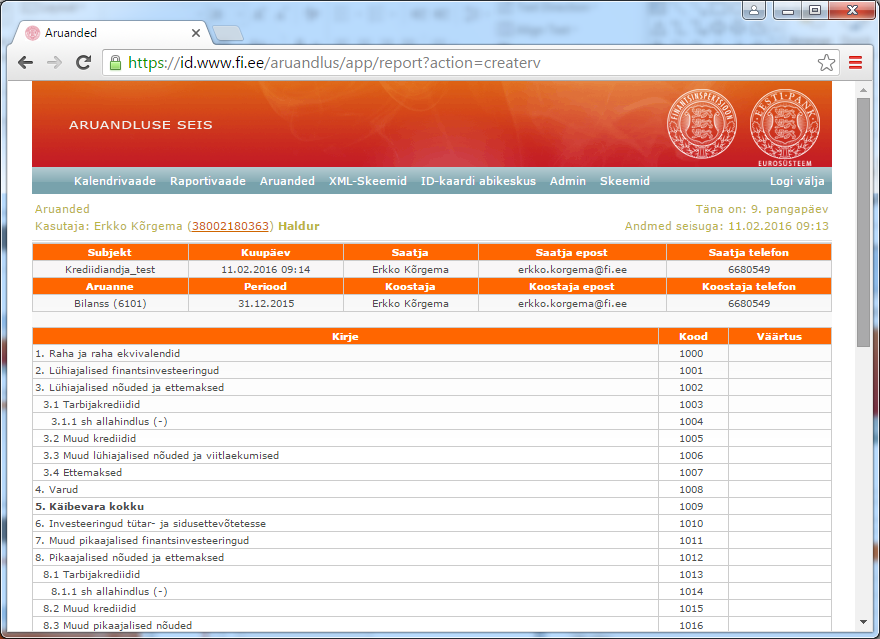 Aruanded
https://id.www.fi.ee/aruandlus/app/report?action=createrv
ARUANDLUSE SEIS
FINANTSINSPEKTSIOON
EESTI PANK
EUROSÜSTEEM
Kalendrivaade Raportivaade Aruanded XML-Skeemid ID-kaardi abikeskus Admin Skeemid Logi välja
Aruanded Täna on: 9. pangapäev
Kasutaja: Erkko Kõrgema (38002180363) Haldur Andmed seisuga: 11.02.2016 09:13
Subjekt Kuupäev Saatja Saatja epost Saatja telefon
Krediidiandja_test 11.02.2016 09:14 Erkko Kõrgema erkko.korgema@fi.ee 6680549
Aruanne Periood Koostaja Koostaja epost Koostaja telefon
Bilanss (6101) 31.12.2015 Erkko Kõrgema erkko.korgema@fi.ee 6680549
Kirje Kood Väärtus
1. Raha ja raha ekvivalendid 1000
2. Lühiajalised finantsinvesteeringud 1001
3. Lühiajalised nõuded ja ettemaksed 1002
3.1 Tarbijakrediidid 1003
3.1.1 sh allahindlus (-) 1004
3.2 Muud krediidid 1005
3.3 Muud lühiajalised nõuded ja viitlaekumised 1006
3.4 Ettemaksed 1007
4. Varud 1008
5. Käibevara kokku 1009
6. Investeeringud tütar- ja sidusettevõtetesse 1010
7. Muud pikaajalised finantsinvesteeringud 1011
8. Pikaajalised nõuded ja ettemaksed 1012
8.1 Tarbijakrediidid 1013
8.1.1 sh allahindlus (-) 1014
8.2 Muud krediidid 1015
8.3 Muud pikaajalised nõuded 1016